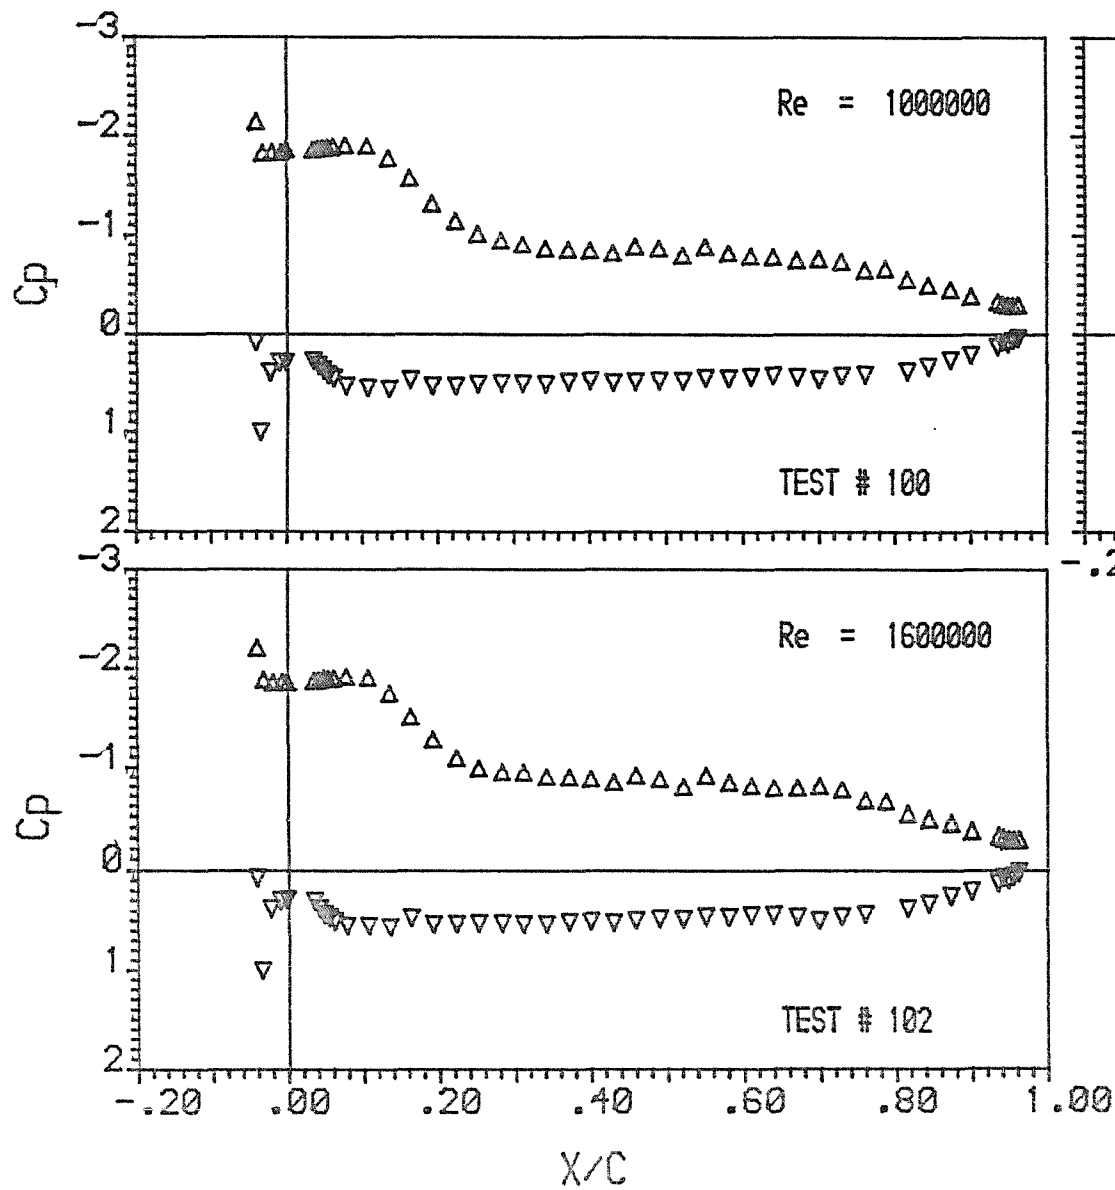 -3
Re = 1000000
-2
-1
Cp
0
1
TEST # 100
2
-.2
-3
Re = 1600000
-2
-1
Cp
0
1
TEST # 102
2
-.20 .00 .20 .40 .60 .80 1.00
X/C